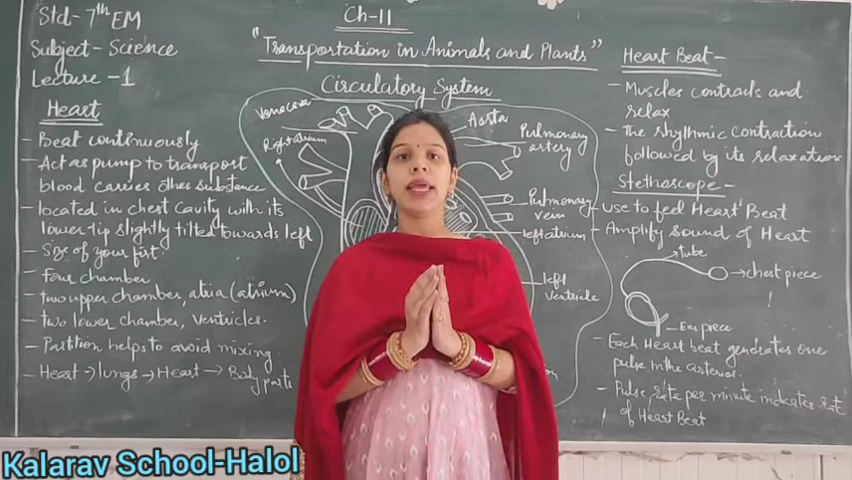 Std-7th EM
Subject - Science
Lecture - 1
Ch-11
"Transportation in Animals and Plants"
Circulatory System
Heart
- Beat continuously
- Act as pump to transport
blood carries other substance
- located in chest cavity with its
lower tip slightly tilted towards left
- Size of your fist.
- Four chamber
- two upper chamber, atria (atrium)
- two lower chamber, ventricles.
- Partition helps to avoid mixing
- Heart → lungs → Heart → Body parts
Venacava
Right atrium
Aorta
Pulmonary
artery
Pulmonary
vein
left atrium
left
Ventricle
Heart Beat -
- Muscles contracts and
relax
- the rhythmic contraction
followed by its relaxation
Stethoscope -
- use to feel Heart Beat
- Amplify sound of Heart
tube
chest piece
Ear piece
- Each Heart beat generates one
pulse in the arteries.
- Pulse rate per minute indicates rate
of Heart Beat
Kalarav School-Halol